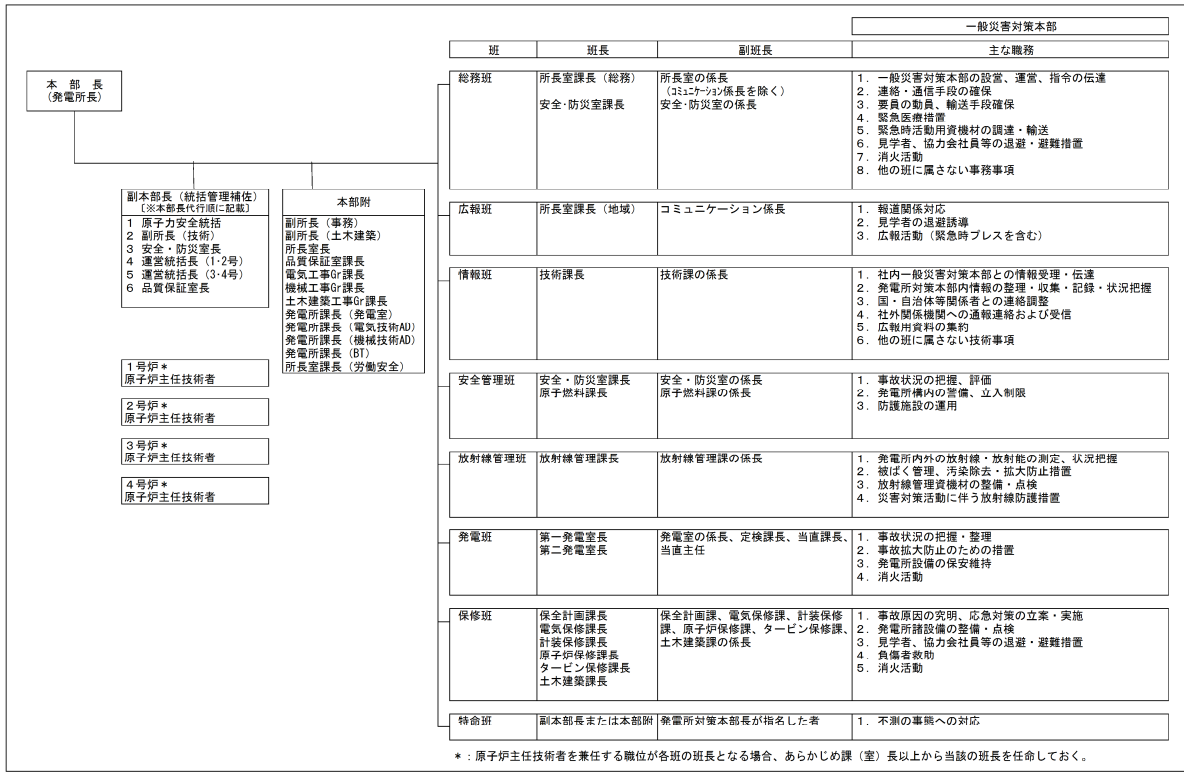 一般災害対策本部
班 班長 副班長 主な職務
本 部 長
(発電所長)
副本部長（統括管理補佐）
［※本部長代行順に記載］
1 原子力安全統括
2 副所長（技術）
3 安全・防災室長
4 運営統括長（1･2号）
5 運営統括長（3･4号）
6 品質保証室長
本部附
副所長（事務）
副所長（土木建築）
所長室長
品質保証室課長
電気工事Gr課長
機械工事Gr課長
土木建築工事Gr課長
発電所課長（発電室）
発電所課長（電気技術AD）
発電所課長（機械技術AD）
発電所課長（BT）
所長室課長（労働安全）
1号炉*
原子炉主任技術者
2号炉*
原子炉主任技術者
3号炉*
原子炉主任技術者
4号炉*
原子炉主任技術者
総務班
所長室課長（総務）
安全･防災室課長
所長室の係長
（コミュニケーション係長を除く）
安全･防災室の係長
1. 一般災害対策本部の設営、運営、指令の伝達
2. 連絡・通信手段の確保
3. 要員の動員、輸送手段確保
4. 緊急医療措置
5. 緊急時活動用資機材の調達・輸送
6. 見学者、協力会社員等の退避・避難措置
7. 消火活動
8. 他の班に属さない事務事項
広報班
所長室課長（地域）
コミュニケーション係長
1. 報道関係対応
2. 見学者の退避誘導
3. 広報活動（緊急時プレスを含む）
情報班
技術課長
技術課の係長
1. 社内一般災害対策本部との情報受理・伝達
2. 発電所対策本部内情報の整理・収集・記録・状況把握
3. 国・自治体等関係者との連絡調整
4. 社外関係機関への通報連絡および受信
5. 広報用資料の集約
6. 他の班に属さない技術事項
安全管理班
安全・防災室課長
原子燃料課長
安全・防災室の係長
原子燃料課の係長
1. 事故状況の把握、評価
2. 発電所構内の警備、立入制限
3. 防護施設の運用
放射線管理班
放射線管理課長
放射線管理課の係長
1. 発電所内外の放射線・放射能の測定、状況把握
2. 被ばく管理、汚染除去・拡大防止措置
3. 放射線管理資機材の整備・点検
4. 災害対策活動に伴う放射線防護措置
発電班
第一発電室長
第二発電室長
発電室の係長、定検課長、当直課長、
当直主任
1. 事故状況の把握・整理
2. 事故拡大防止のための措置
3. 発電所設備の保安維持
4. 消火活動
保修班
保全計画課長
電気保修課長
計装保修課長
原子炉保修課長
タービン保修課長
土木建築課長
保全計画課、電気保修課、計装保修
課、原子炉保修課、タービン保修課、
土木建築課の係長
1. 事故原因の究明、応急対策の立案・実施
2. 発電所諸設備の整備・点検
3. 見学者、協力会社員等の退避・避難措置
4. 負傷者救助
5. 消火活動
特命班
副本部長または本部附
発電所対策本部長が指名した者
1. 不測の事態への対応
*：原子炉主任技術者を兼任する職位が各班の班長となる場合、あらかじめ課（室）長以上から当該の班長を任命しておく。